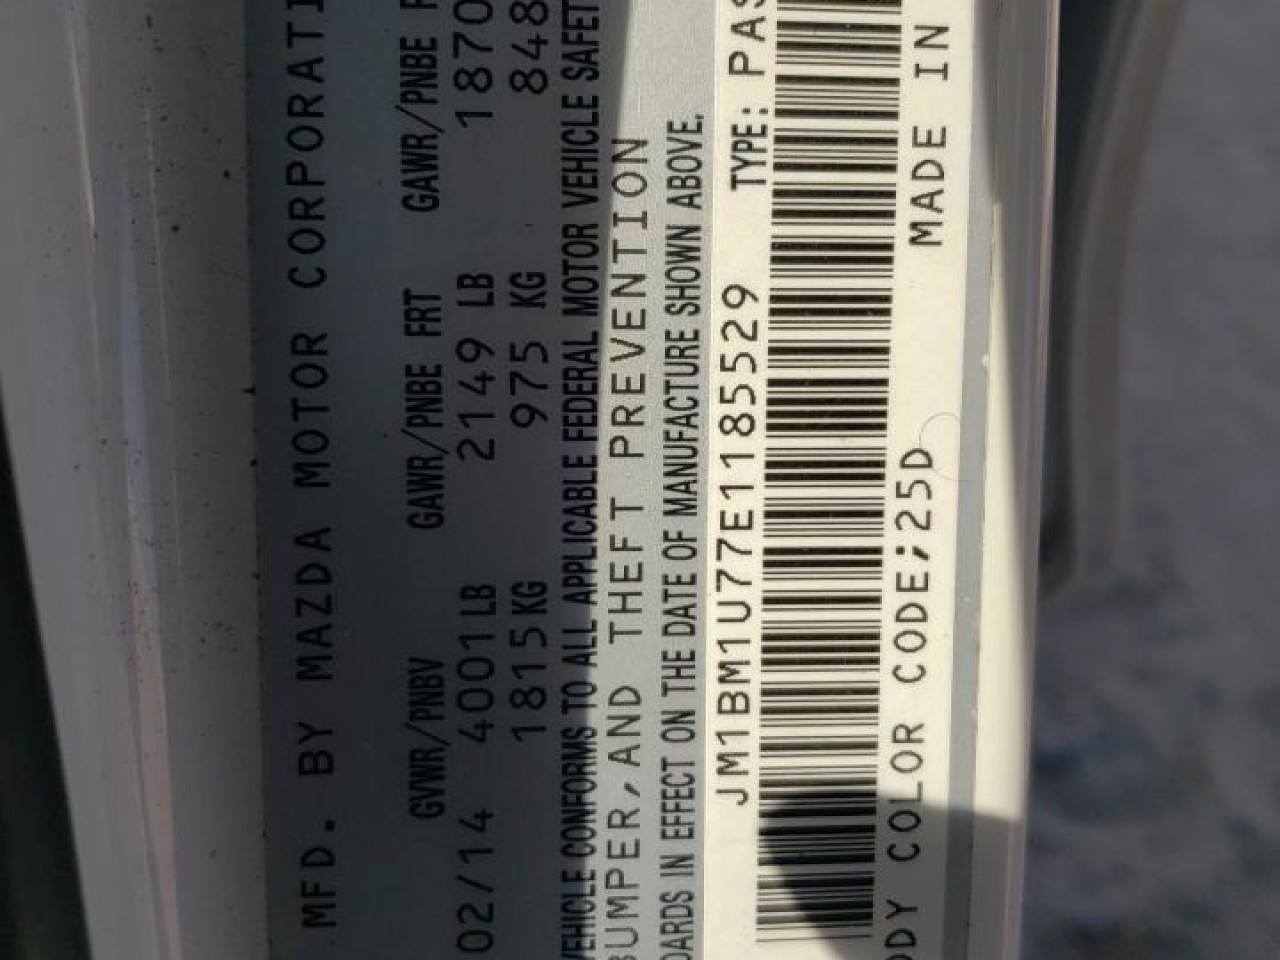 MFD. BY MAZDA MOTOR CORPORATI
GVWR/PNBV GAWR/PNBE FRT GAWR/PNBE R
02/14 4001LB 2149 LB 1870
1815KG 975 KG 848
VEHICLE CONFORMS TO ALL APPLICABLE FEDERAL MOTOR VEHICLE SAFET
BUMPER,AND THEFT PREVENTION
DARDS IN EFFECT ON THE DATE OF MANUFACTURE SHOWN ABOVE.
JM1BM1U77E1185529 TYPE: PAS
ODY COLOR CODE;25D MADE IN